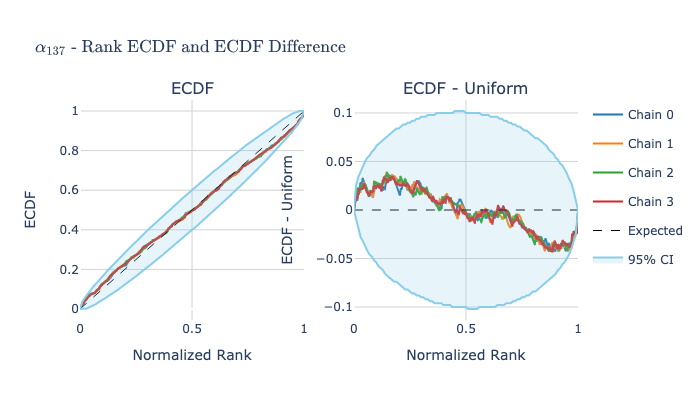 α₁₃₇ - Rank ECDF and ECDF Difference
ECDF
ECDF - Uniform
1
0.8
0.6
0.4
0.2
0
ECDF
0
0.5
1
Normalized Rank
0.1
0.05
0
−0.05
−0.1
ECDF - Uniform
0
0.5
1
Normalized Rank
Chain 0
Chain 1
Chain 2
Chain 3
Expected
95% CI